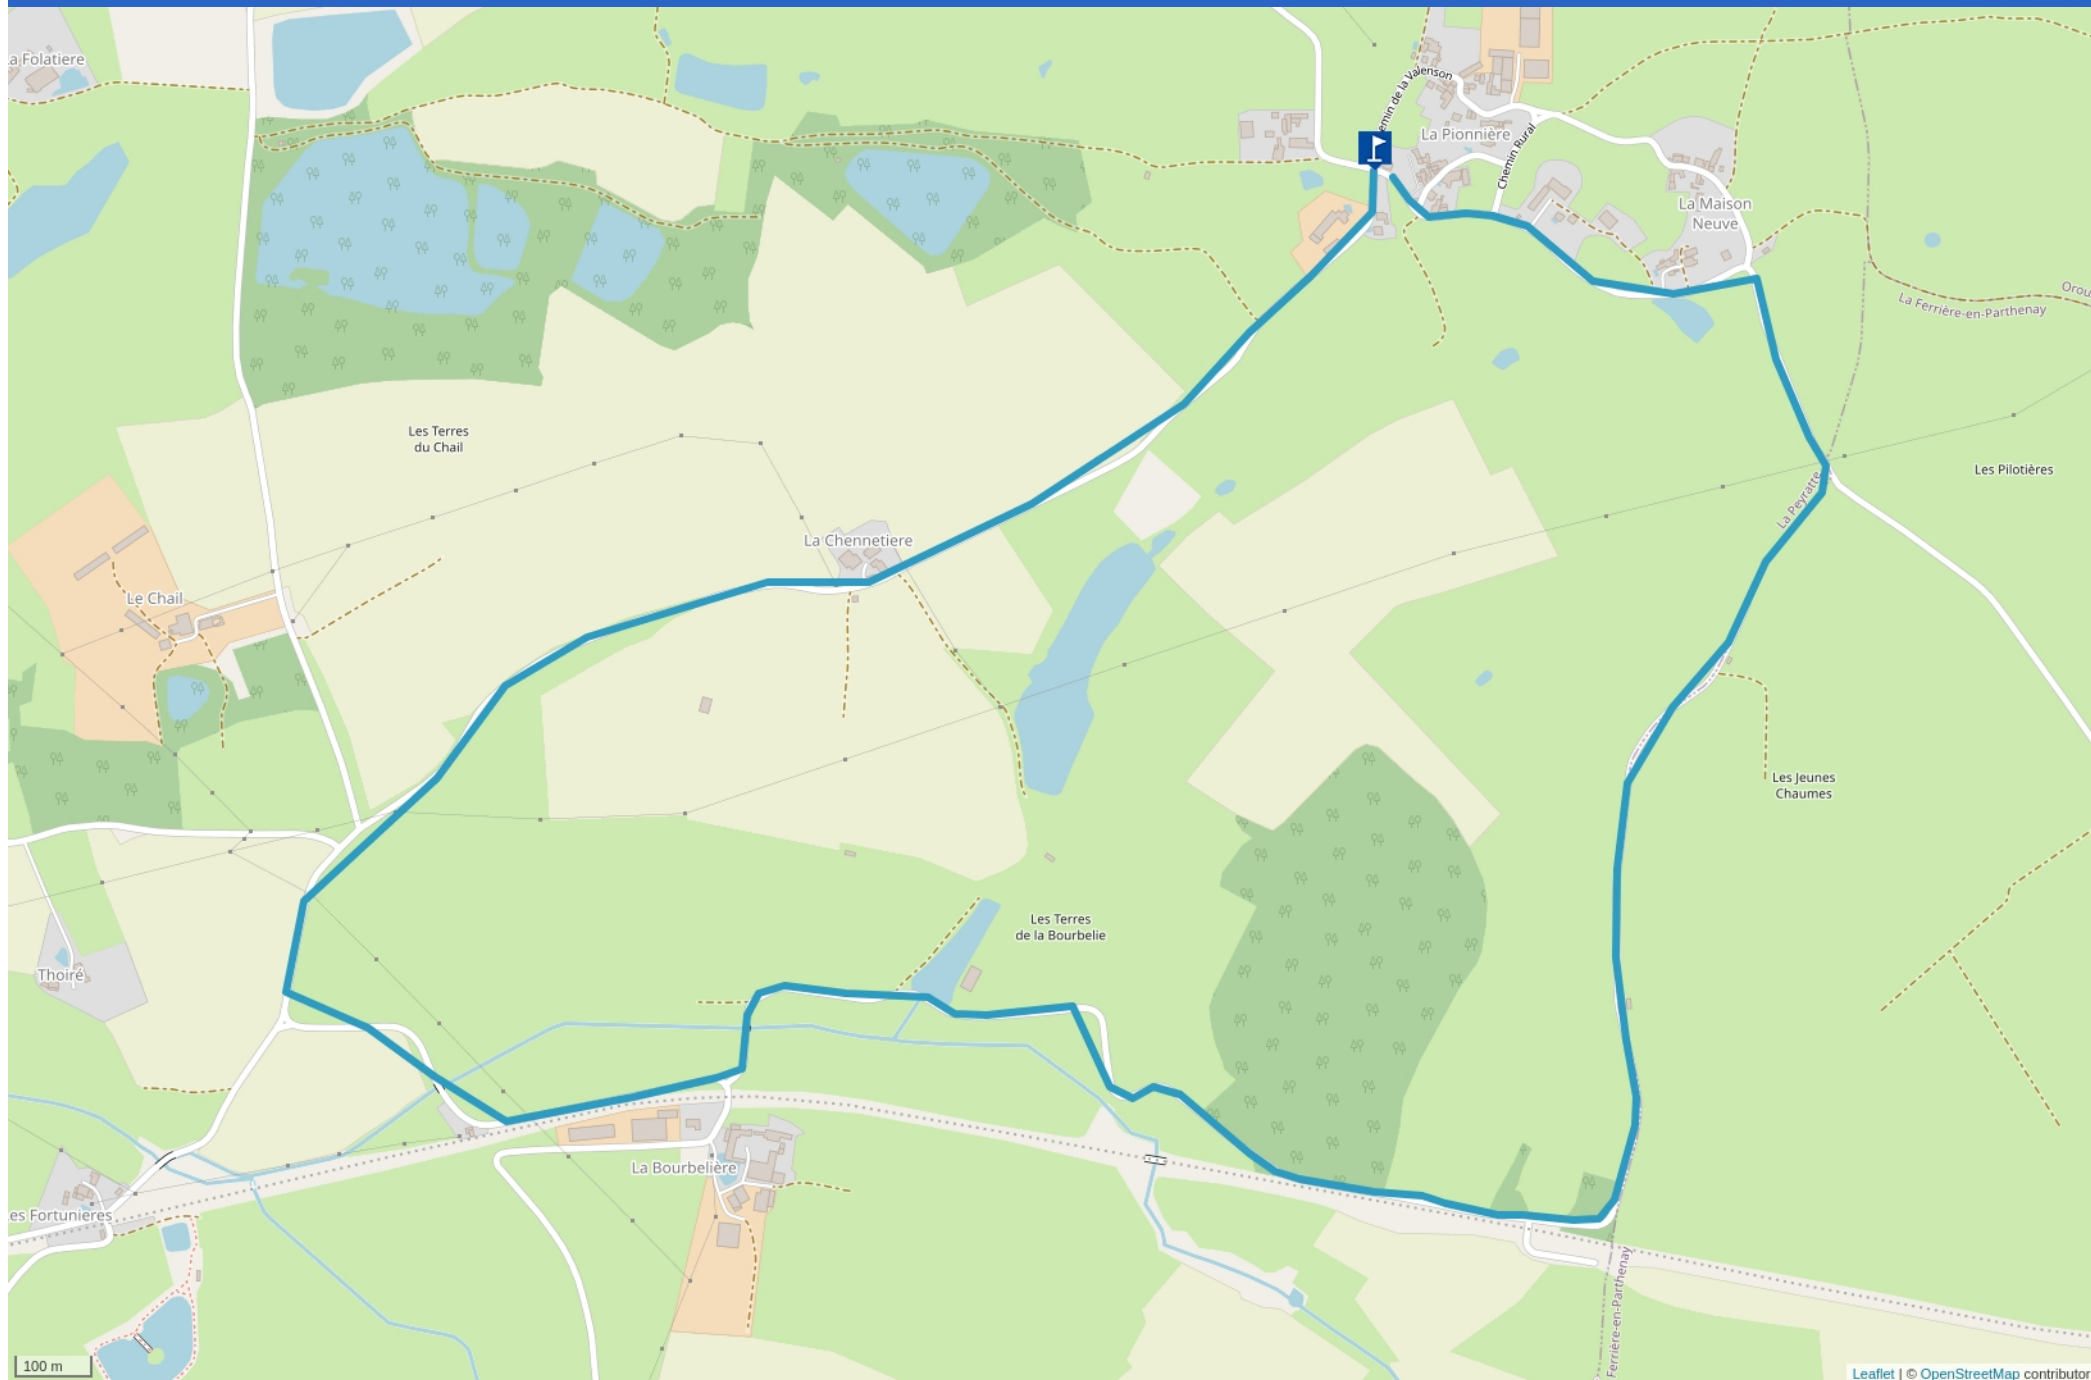 a Folatiere
emin de la Valenson
La Pionnière
Chemin Rural
La Maison
Neuve
Orou
La Ferrière-en-Parthenay
Les Terres
du Chail
Les Pilotières
La Peyratte
La Chennetiere
Le Chail
Les Jeunes
Chaumes
Les Terres
de la Bourbelie
Thoiré
La Bourbelière
es Fortunieres
Ferrière-en-Parthenay
100 m
Leaflet | © OpenStreetMap contributor